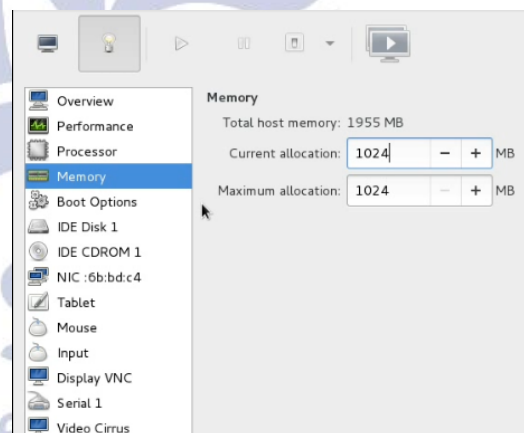 Overview
Performance
Processor
Memory
Boot Options
IDE Disk 1
IDE CDROM 1
NIC :6b:bd:c4
Tablet
Mouse
Input
Display VNC
Serial 1
Video Cirrus
Memory
Total host memory: 1955 MB
Current allocation: 1024 MB
Maximum allocation: 1024 MB